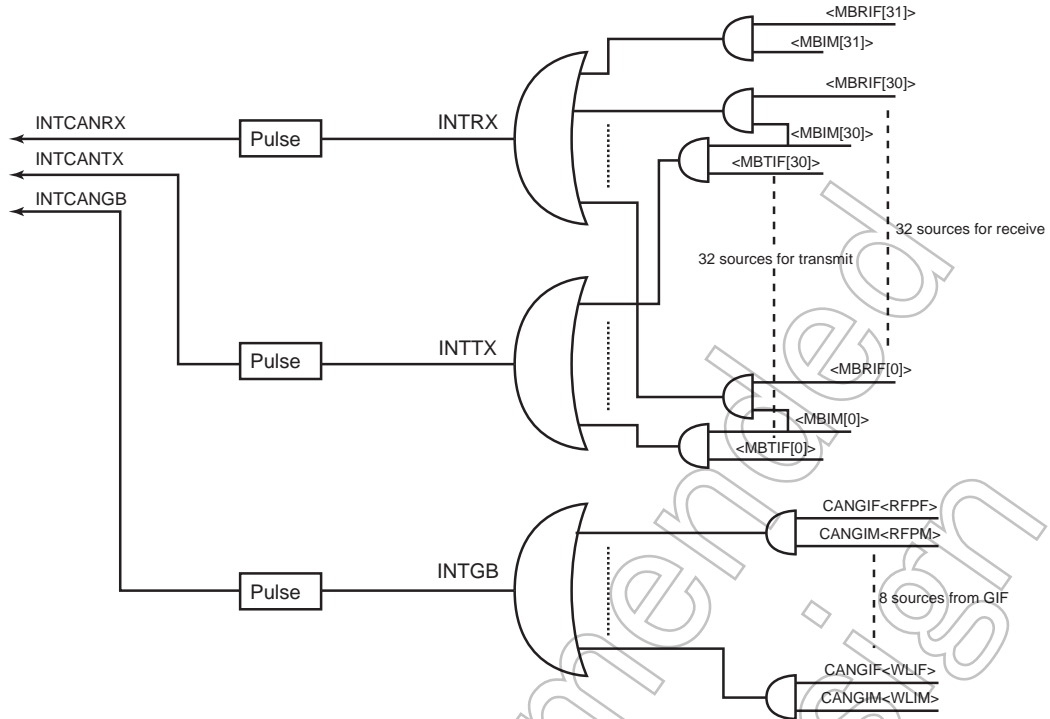 <MBRIF[31]>
<MBIM[31]>
<MBRIF[30]>
INTCANRX
Pulse
INTRX
<MBIM[30]>
INTCANTX
<MBTIF[30]>
INTCANGB
32 sources for receive
32 sources for transmit
Pulse
INTTX
<MBRIF[0]>
<MBIM[0]>
<MBTIF[0]>
CANGIF<RFPF>
CANGIM<RFPM>
Pulse
INTGB
8 sources from GIF
CANGIF<WLIF>
CANGIM<WLIM>